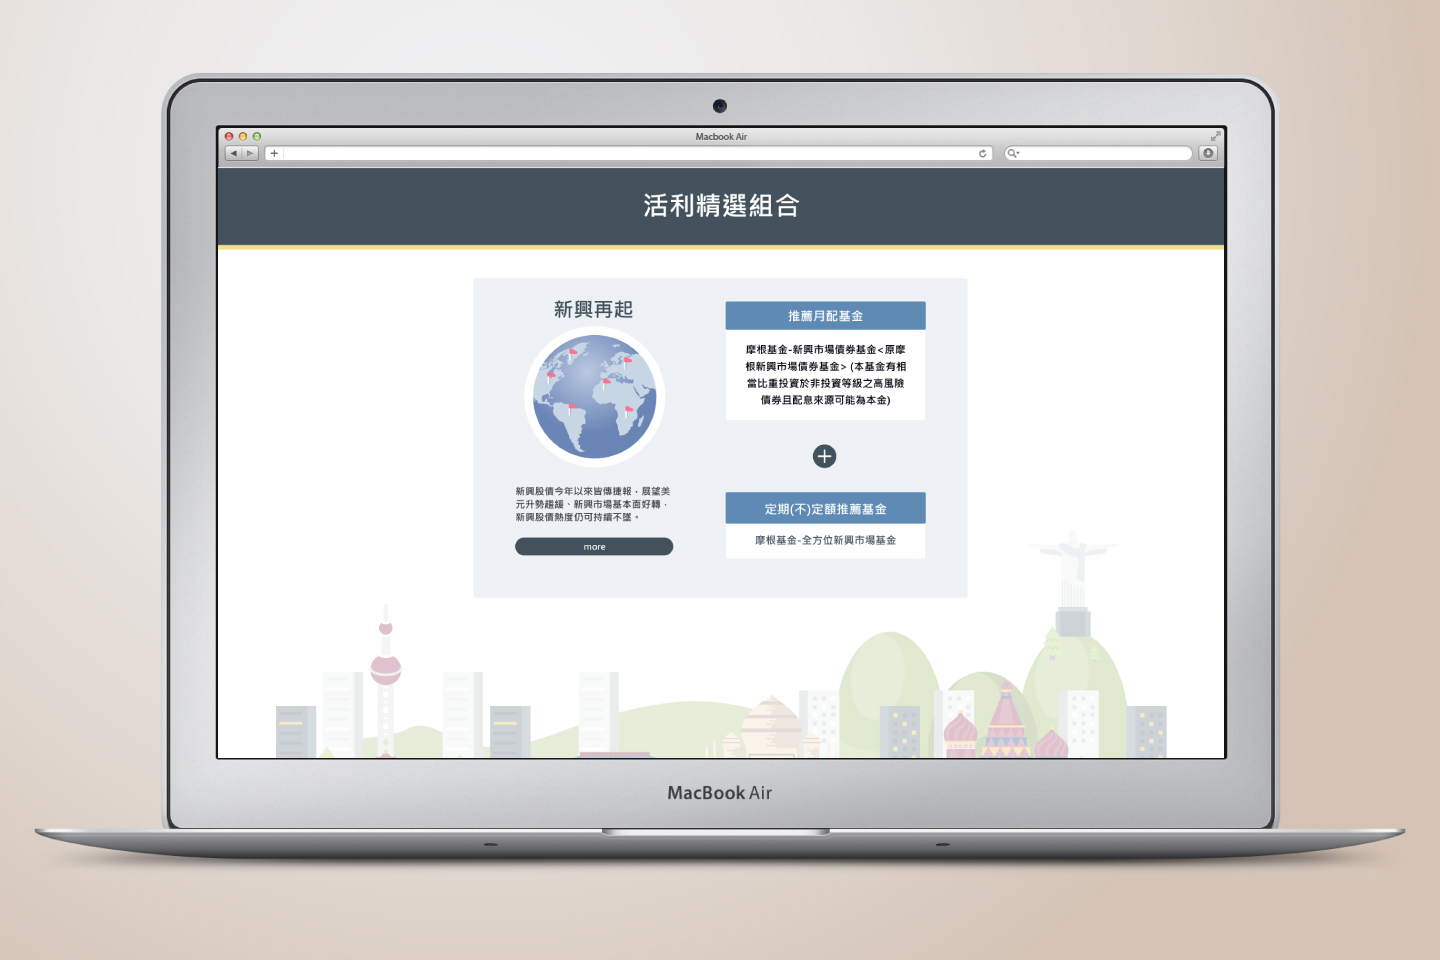 Macbook Air
活利精選組合
新興再起
新興股債今年以來皆傳捷報，展望美
元升勢趨緩、新興市場基本面好轉，
新興股債熱度仍可持續不墜。
more
推薦月配基金
摩根基金-新興市場債券基金<原摩
根新興市場債券基金> (本基金有相
當比重投資於非投資等級之高風險
債券且配息來源可能為本金)
定期(不)定額推薦基金
摩根基金-全方位新興市場基金
MacBook Air